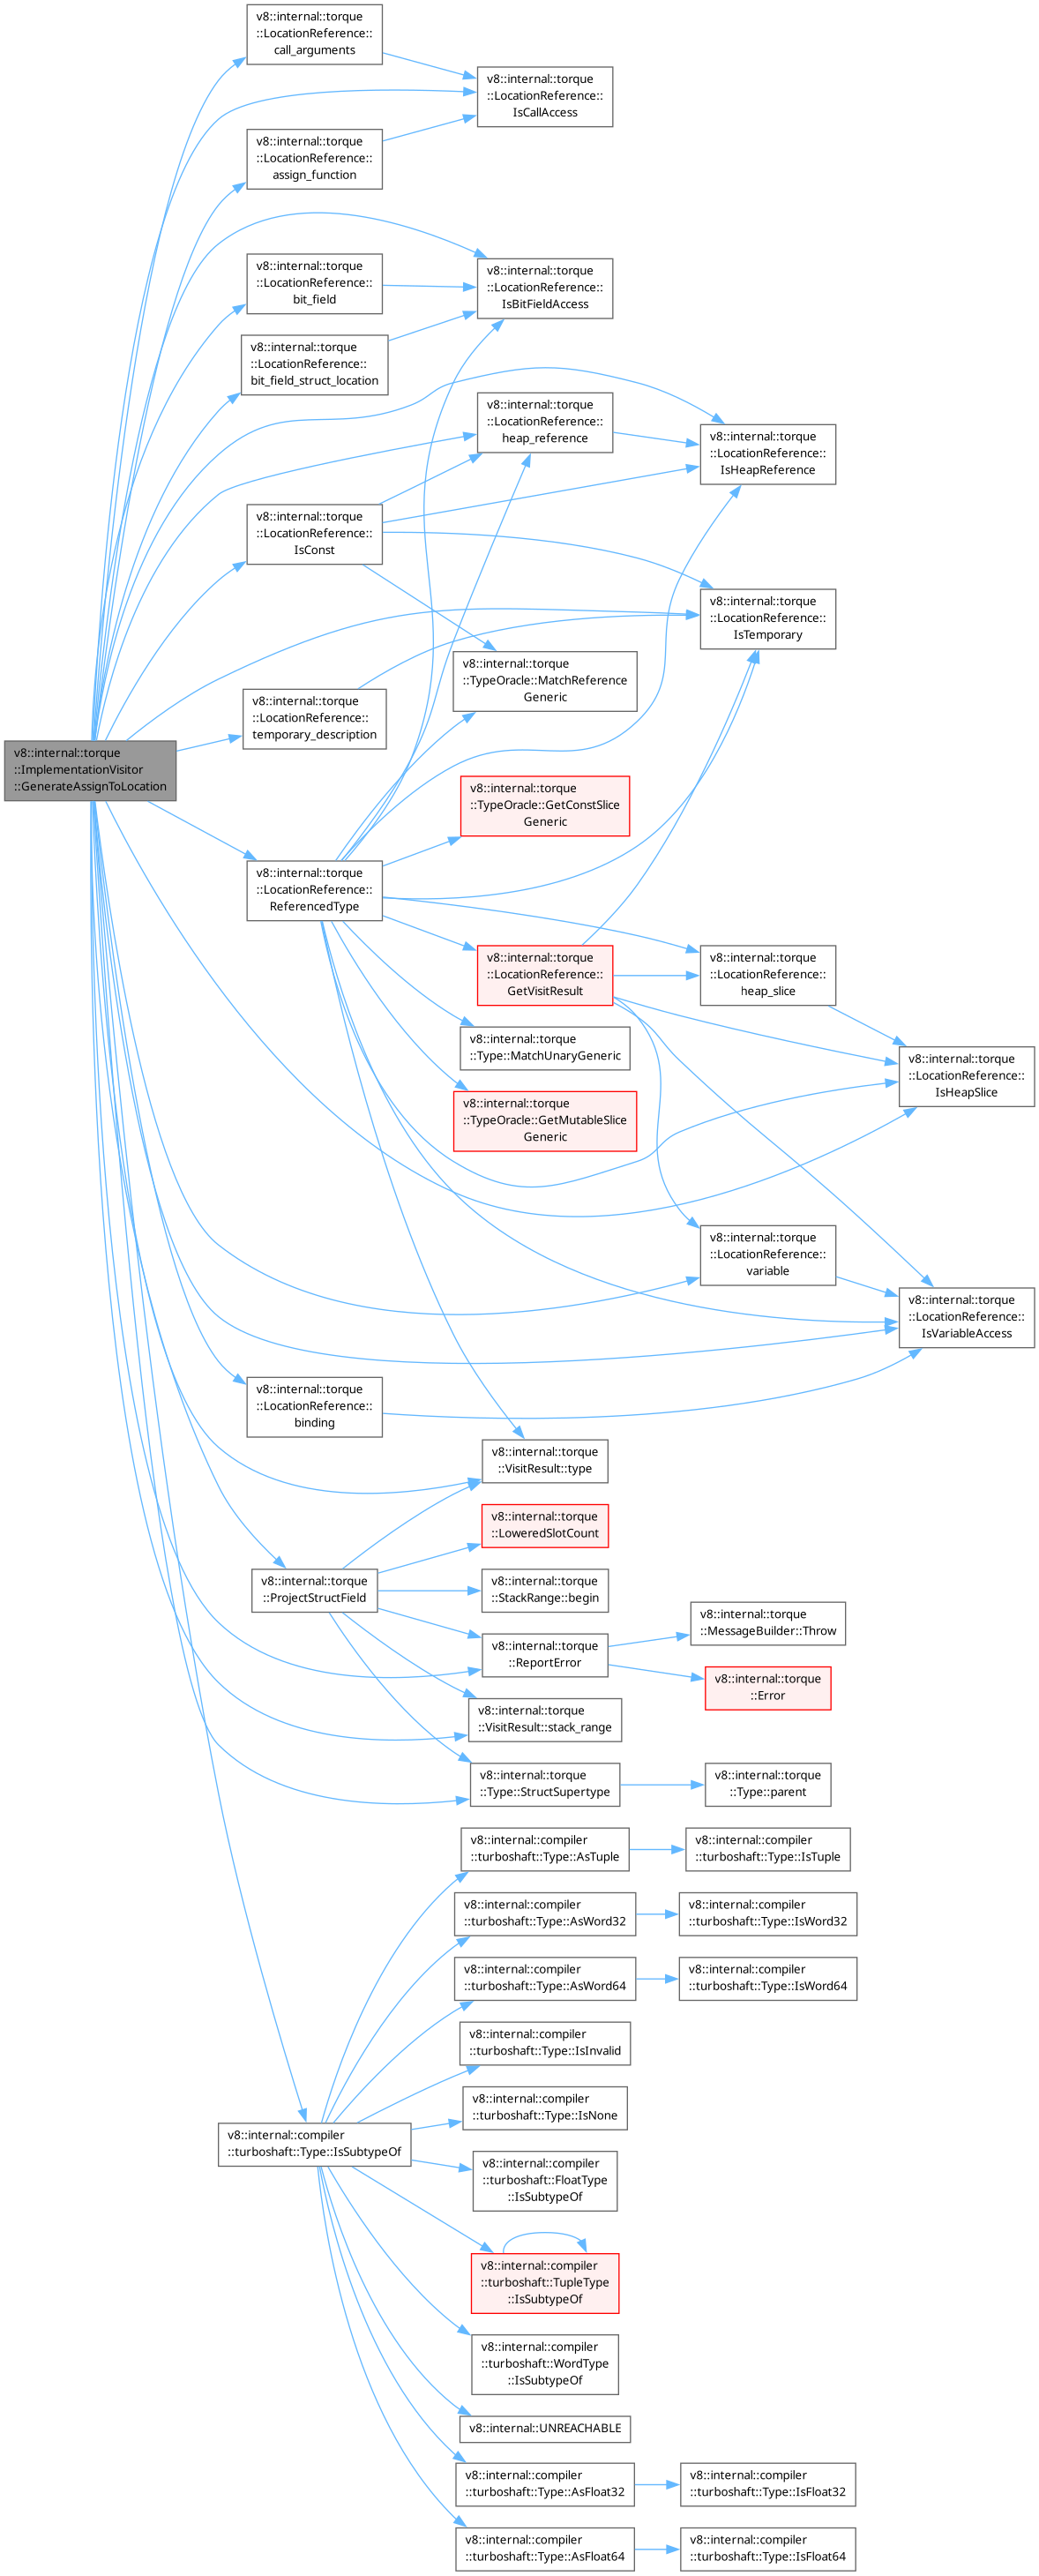 v8::internal::torque
::LocationReference::
call_arguments
v8::internal::torque
::LocationReference::
IsCallAccess
v8::internal::torque
::LocationReference::
assign_function
v8::internal::torque
::LocationReference::
bit_field
v8::internal::torque
::LocationReference::
IsBitFieldAccess
v8::internal::torque
::LocationReference::
bit_field_struct_location
v8::internal::torque
::LocationReference::
heap_reference
v8::internal::torque
::LocationReference::
IsHeapReference
v8::internal::torque
::LocationReference::
IsConst
v8::internal::torque
::LocationReference::
IsTemporary
v8::internal::torque
::TypeOracle::MatchReference
Generic
v8::internal::torque
::LocationReference::
temporary_description
v8::internal::torque
::ImplementationVisitor
::GenerateAssignToLocation
v8::internal::torque
::TypeOracle::GetConstSlice
Generic
v8::internal::torque
::LocationReference::
ReferencedType
v8::internal::torque
::LocationReference::
GetVisitResult
v8::internal::torque
::LocationReference::
heap_slice
v8::internal::torque
::Type::MatchUnaryGeneric
v8::internal::torque
::LocationReference::
IsHeapSlice
v8::internal::torque
::TypeOracle::GetMutableSlice
Generic
v8::internal::torque
::LocationReference::
variable
v8::internal::torque
::LocationReference::
IsVariableAccess
v8::internal::torque
::LocationReference::
binding
v8::internal::torque
::VisitResult::type
v8::internal::torque
::LoweredSlotCount
v8::internal::torque
::ProjectStructField
v8::internal::torque
::StackRange::begin
v8::internal::torque
::MessageBuilder::Throw
v8::internal::torque
::ReportError
v8::internal::torque
::Error
v8::internal::torque
::VisitResult::stack_range
v8::internal::torque
::Type::StructSupertype
v8::internal::torque
::Type::parent
v8::internal::compiler
::turboshaft::Type::AsTuple
v8::internal::compiler
::turboshaft::Type::IsTuple
v8::internal::compiler
::turboshaft::Type::AsWord32
v8::internal::compiler
::turboshaft::Type::IsWord32
v8::internal::compiler
::turboshaft::Type::AsWord64
v8::internal::compiler
::turboshaft::Type::IsWord64
v8::internal::compiler
::turboshaft::Type::IsInvalid
v8::internal::compiler
::turboshaft::Type::IsNone
v8::internal::compiler
::turboshaft::Type::IsSubtypeOf
v8::internal::compiler
::turboshaft::FloatType
::IsSubtypeOf
v8::internal::compiler
::turboshaft::TupleType
::IsSubtypeOf
v8::internal::compiler
::turboshaft::WordType
::IsSubtypeOf
v8::internal::UNREACHABLE
v8::internal::compiler
::turboshaft::Type::AsFloat32
v8::internal::compiler
::turboshaft::Type::IsFloat32
v8::internal::compiler
::turboshaft::Type::AsFloat64
v8::internal::compiler
::turboshaft::Type::IsFloat64